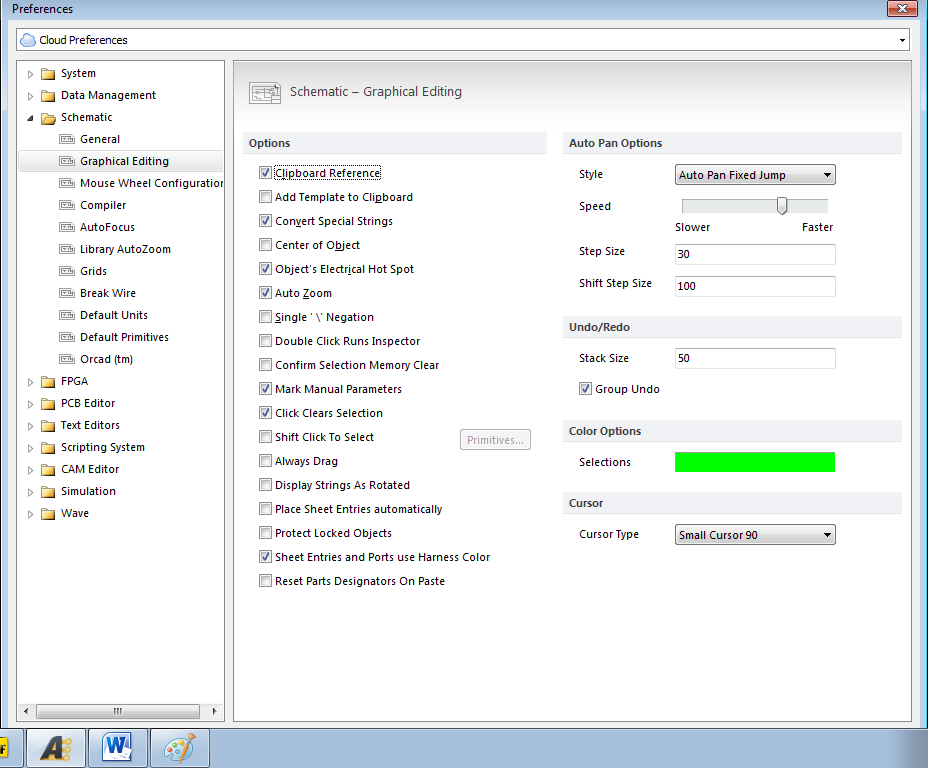 Preferences
Cloud Preferences
System
Data Management
Schematic
General
Graphical Editing
Mouse Wheel Configuration
Compiler
AutoFocus
Library AutoZoom
Grids
Break Wire
Default Units
Default Primitives
Orcad (tm)
FPGA
PCB Editor
Text Editors
Scripting System
CAM Editor
Simulation
Wave
Schematic – Graphical Editing
Options
Clipboard Reference
Add Template to Clipboard
Convert Special Strings
Center of Object
Object's Electrical Hot Spot
Auto Zoom
Single ' \' Negation
Double Click Runs Inspector
Confirm Selection Memory Clear
Mark Manual Parameters
Click Clears Selection
Shift Click To Select
Primitives...
Always Drag
Display Strings As Rotated
Place Sheet Entries automatically
Protect Locked Objects
Sheet Entries and Ports use Harness Color
Reset Parts Designators On Paste
Auto Pan Options
Style Auto Pan Fixed Jump
Speed
Slower Faster
Step Size 30
Shift Step Size 100
Undo/Redo
Stack Size 50
Group Undo
Color Options
Selections
Cursor
Cursor Type Small Cursor 90
F A W